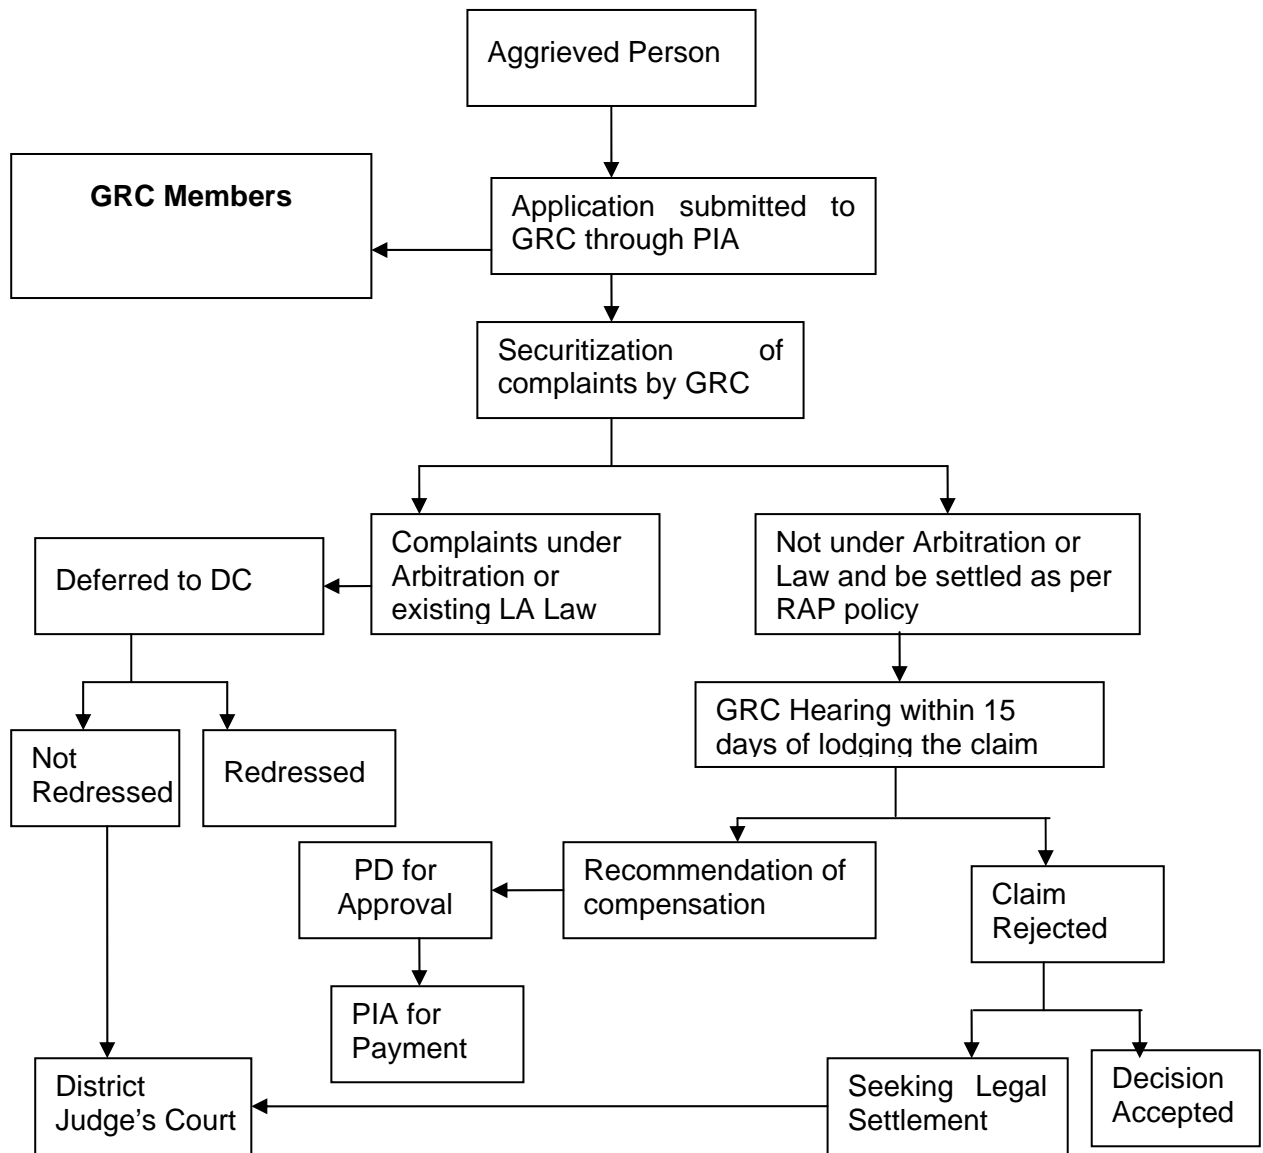 Aggrieved Person
GRC Members
Application submitted to
GRC through PIA
Securitization of
complaints by GRC
Complaints under
Arbitration or
existing LA Law
Not under Arbitration or
Law and be settled as per
RAP policy
Deferred to DC
GRC Hearing within 15
days of lodging the claim
Not
Redressed
Redressed
PD for
Approval
Recommendation of
compensation
Claim
Rejected
PIA for
Payment
District
Judge’s Court
Seeking Legal
Settlement
Decision
Accepted